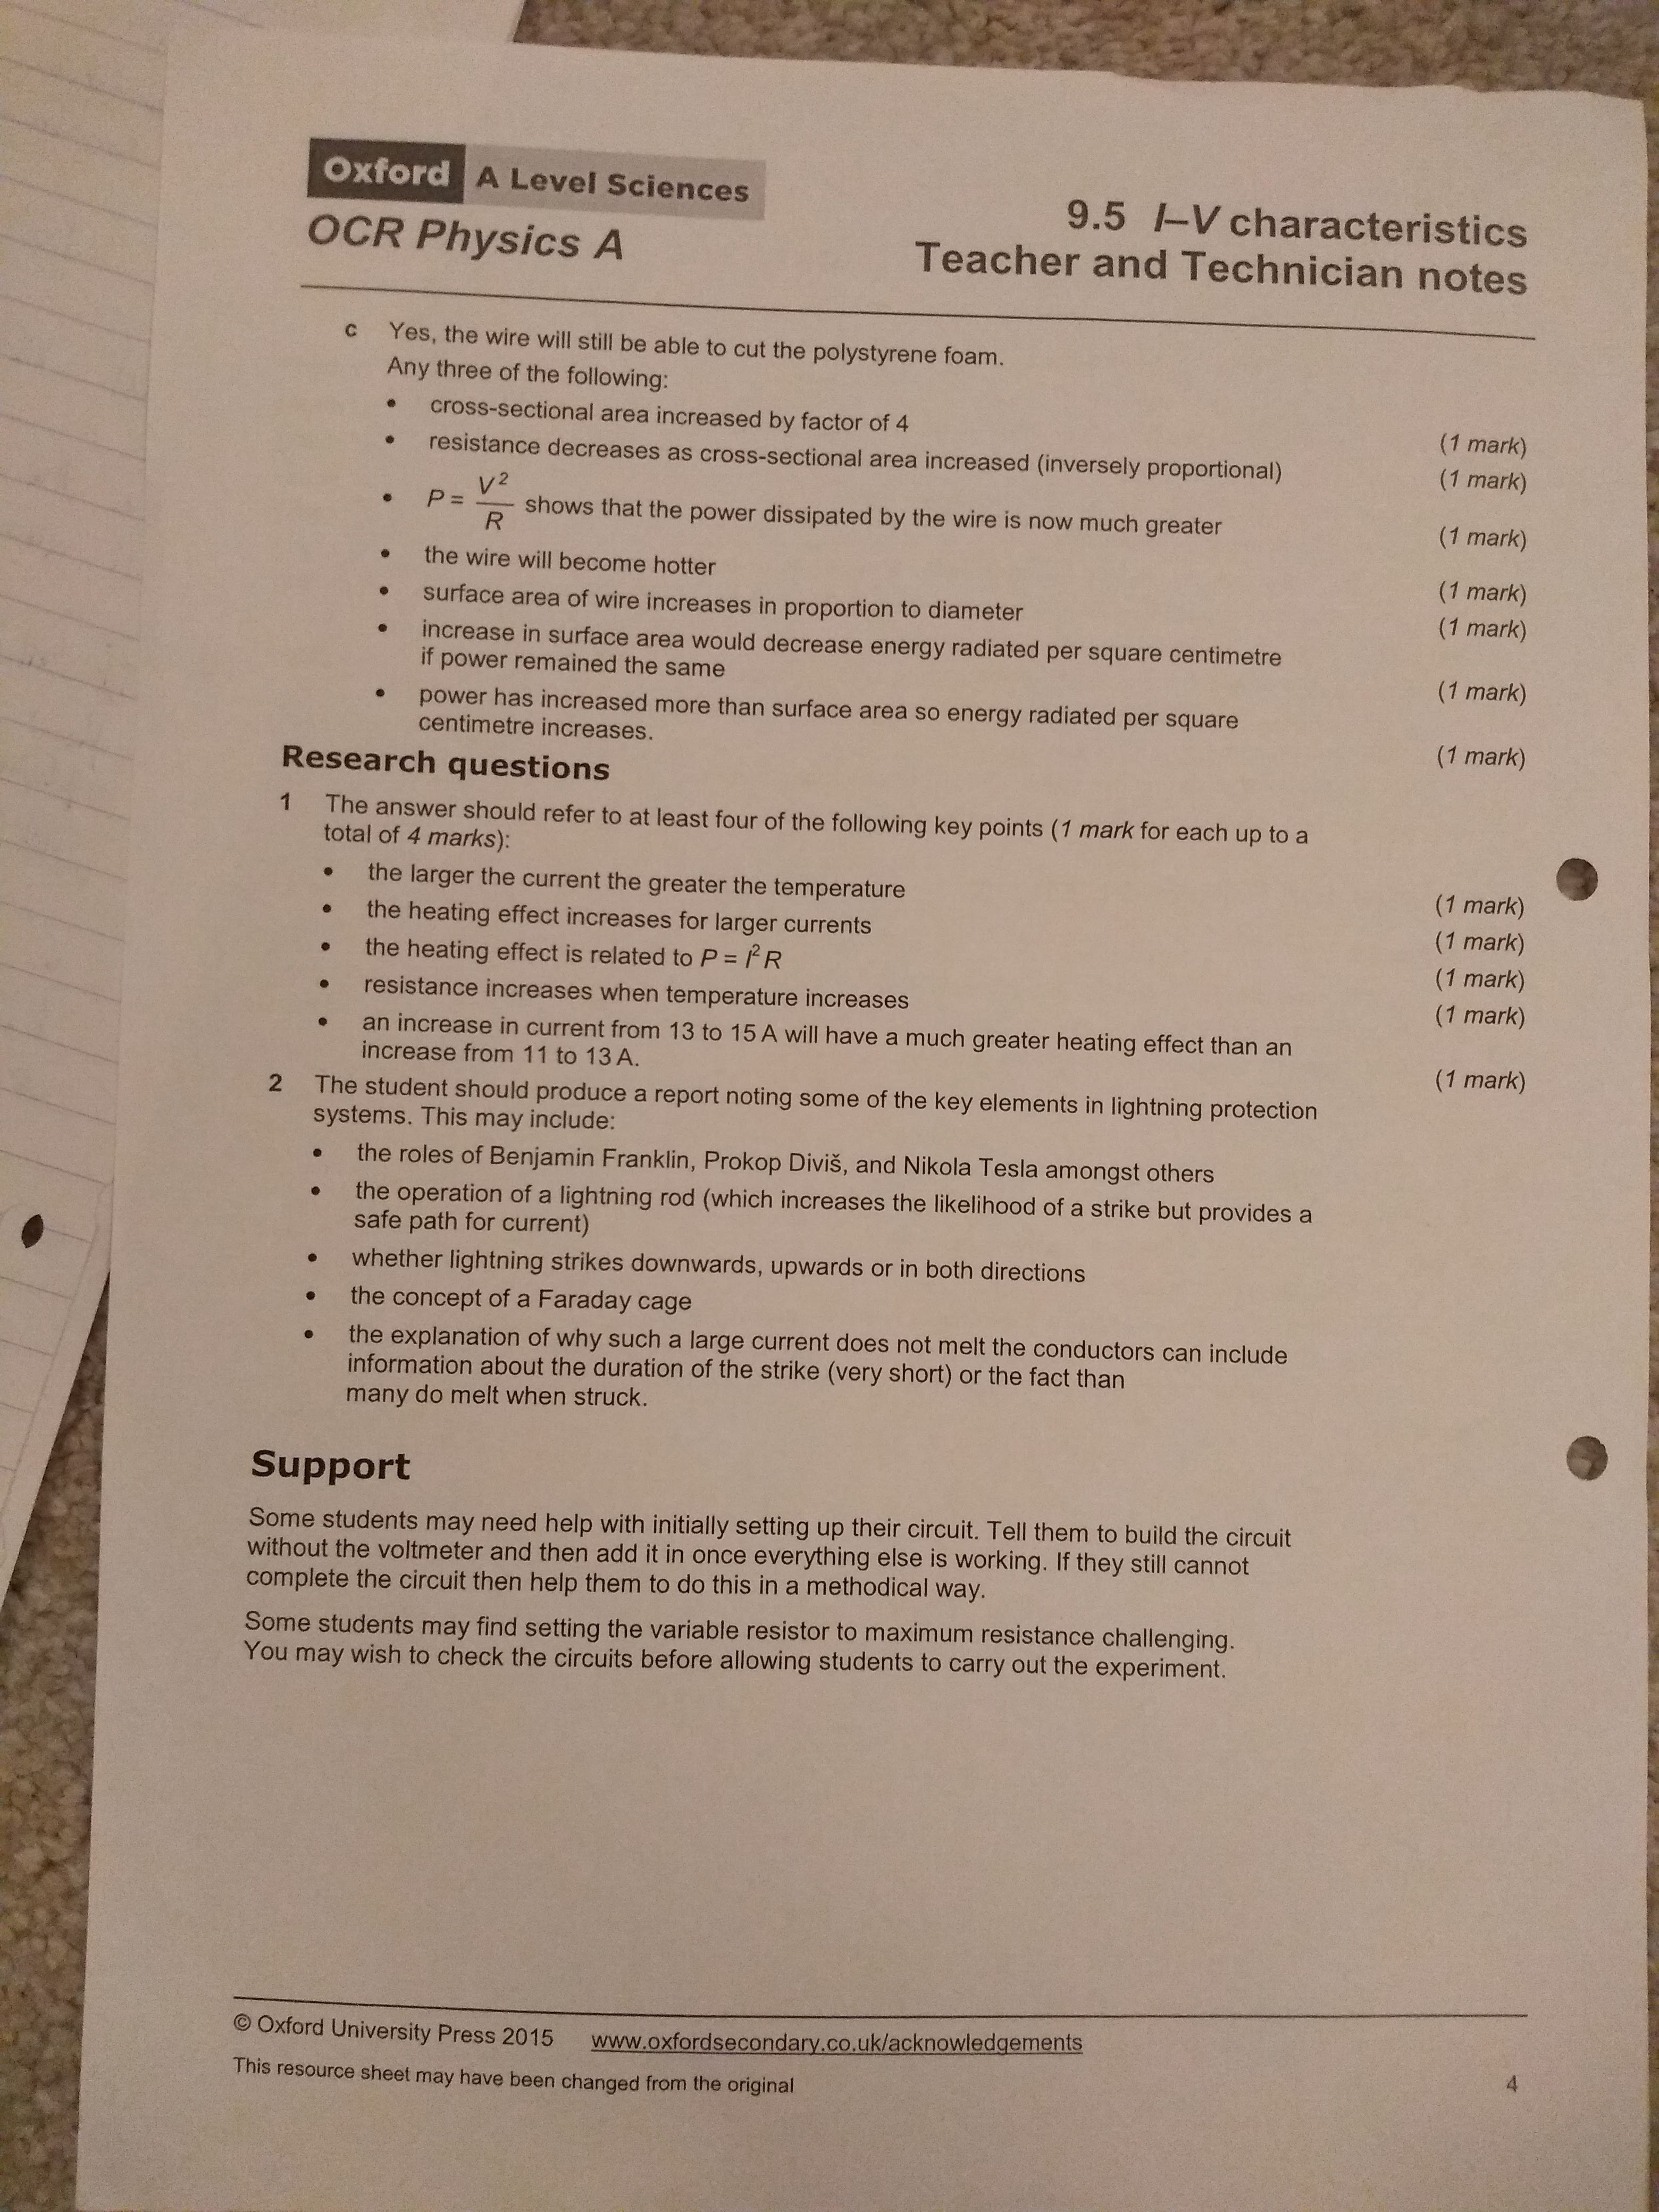 Oxford A Level Sciences
OCR Physics A
9.5 I–V characteristics
Teacher and Technician notes
c Yes, the wire will still be able to cut the polystyrene foam.
Any three of the following:
• cross-sectional area increased by factor of 4 (1 mark)
• resistance decreases as cross-sectional area increased (inversely proportional) (1 mark)
• P = V²/R shows that the power dissipated by the wire is now much greater (1 mark)
• the wire will become hotter (1 mark)
• surface area of wire increases in proportion to diameter (1 mark)
• increase in surface area would decrease energy radiated per square centimetre
if power remained the same (1 mark)
• power has increased more than surface area so energy radiated per square
centimetre increases. (1 mark)
Research questions
1 The answer should refer to at least four of the following key points (1 mark for each up to a
total of 4 marks):
• the larger the current the greater the temperature (1 mark)
• the heating effect increases for larger currents (1 mark)
• the heating effect is related to P = I²R (1 mark)
• resistance increases when temperature increases (1 mark)
• an increase in current from 13 to 15 A will have a much greater heating effect than an
increase from 11 to 13 A. (1 mark)
2 The student should produce a report noting some of the key elements in lightning protection
systems. This may include:
• the roles of Benjamin Franklin, Prokop Diviš, and Nikola Tesla amongst others
• the operation of a lightning rod (which increases the likelihood of a strike but provides a
safe path for current)
• whether lightning strikes downwards, upwards or in both directions
• the concept of a Faraday cage
• the explanation of why such a large current does not melt the conductors can include
information about the duration of the strike (very short) or the fact than
many do melt when struck.
Support
Some students may need help with initially setting up their circuit. Tell them to build the circuit
without the voltmeter and then add it in once everything else is working. If they still cannot
complete the circuit then help them to do this in a methodical way.
Some students may find setting the variable resistor to maximum resistance challenging.
You may wish to check the circuits before allowing students to carry out the experiment.
© Oxford University Press 2015 www.oxfordsecondary.co.uk/acknowledgements
This resource sheet may have been changed from the original
4